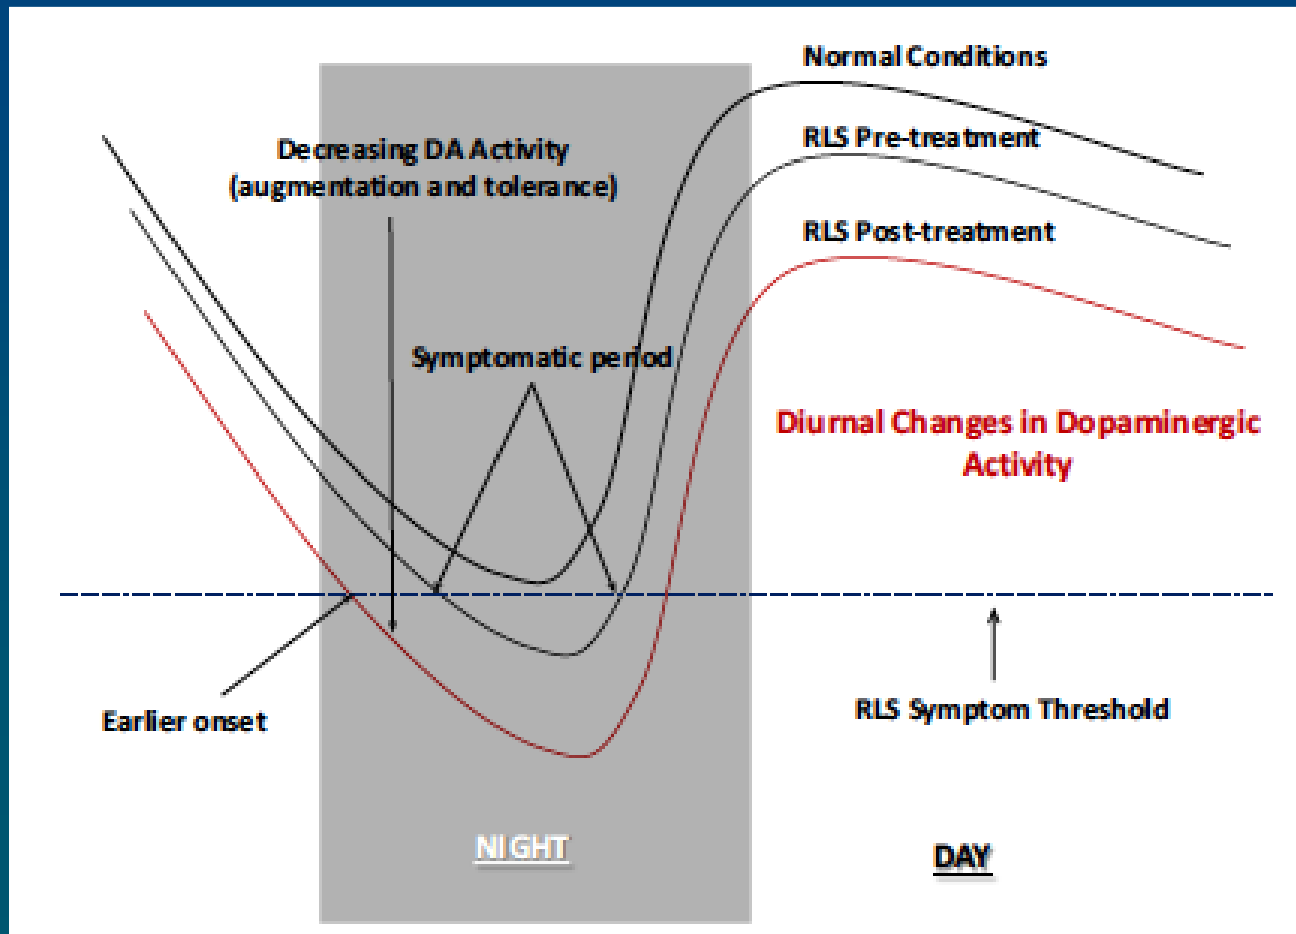 Normal Conditions
Decreasing DA Activity
(augmentation and tolerance)
RLS Pre-treatment
RLS Post-treatment
Symptomatic period
Diurnal Changes in Dopaminergic
Activity
Earlier onset
RLS Symptom Threshold
NIGHT
DAY